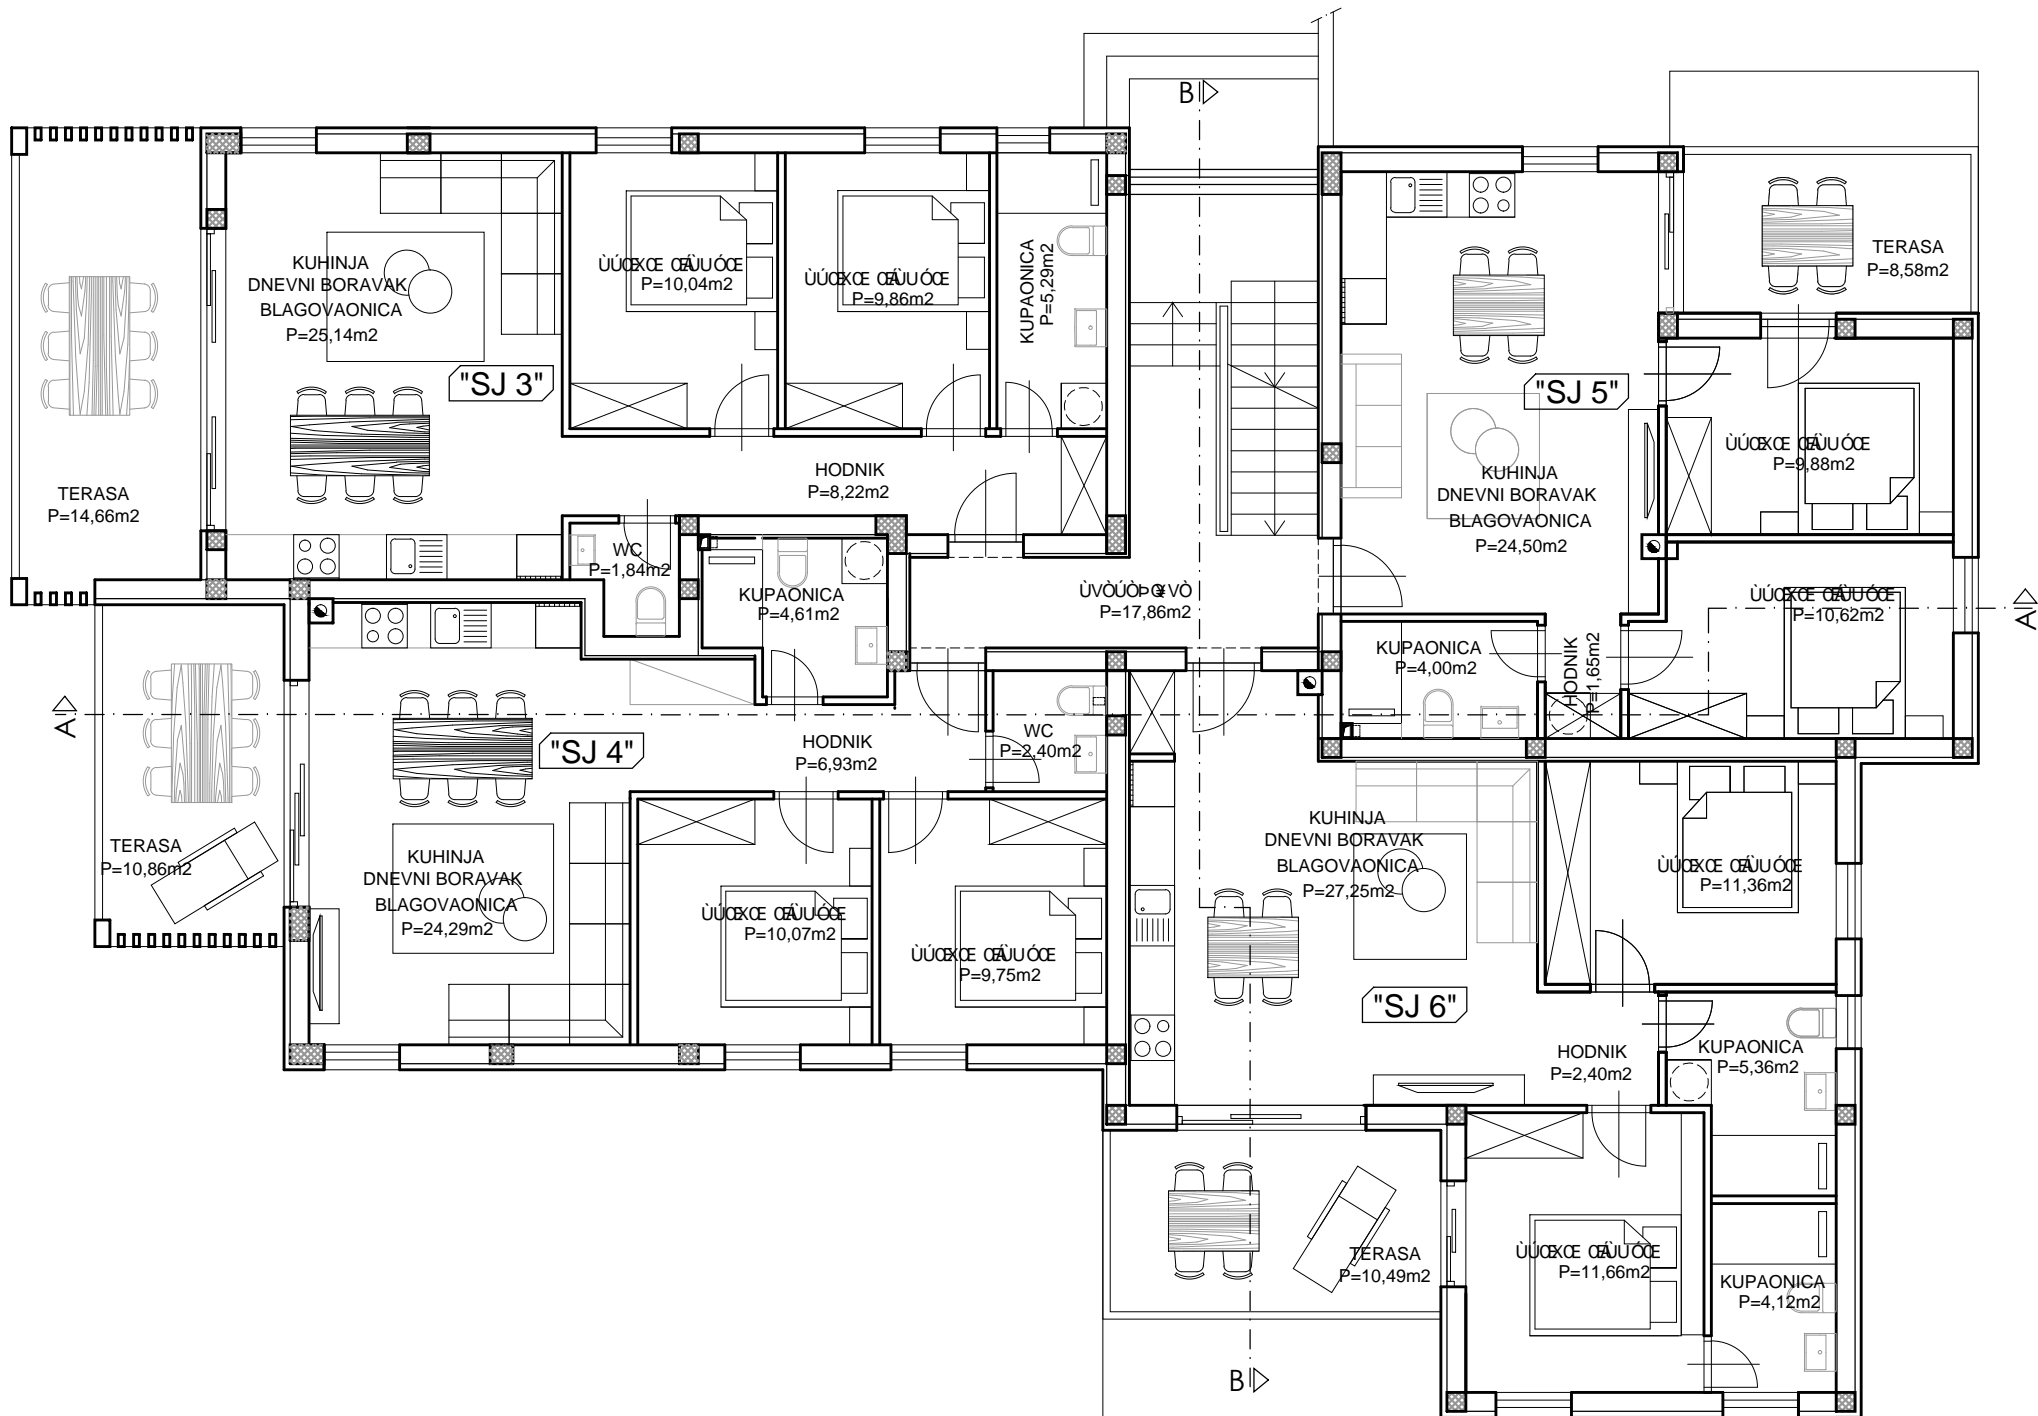 B
KUHINJA
DNEVNI BORAVAK
BLAGOVAONICA
P=25,14m2
"SJ 3"
P=10,04m2
P=9,86m2
KUPAONICA
P=5,29m2
TERASA
P=14,66m2
HODNIK
P=8,22m2
WC
P=1,84m2
TERASA
P=8,58m2
"SJ 5"
P=9,88m2
KUHINJA
DNEVNI BORAVAK
BLAGOVAONICA
P=24,50m2
P=10,62m2
KUPAONICA
P=4,00m2
HODNIK
P=1,65m2
A
KUPAONICA
P=4,61m2
P=17,86m2
A
"SJ 4"
HODNIK
P=6,93m2
WC
P=2,40m2
TERASA
P=10,86m2
KUHINJA
DNEVNI BORAVAK
BLAGOVAONICA
P=24,29m2
P=10,07m2
P=9,75m2
KUHINJA
DNEVNI BORAVAK
BLAGOVAONICA
P=27,25m2
P=11,36m2
"SJ 6"
HODNIK
P=2,40m2
KUPAONICA
P=5,36m2
TERASA
P=10,49m2
P=11,66m2
KUPAONICA
P=4,12m2
B